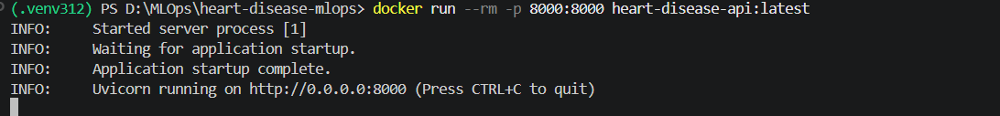 (.venv312) PS D:\MLOps\heart-disease-mlops> docker run --rm -p 8000:8000 heart-disease-api:latest
INFO:     Started server process [1]
INFO:     Waiting for application startup.
INFO:     Application startup complete.
INFO:     Uvicorn running on http://0.0.0.0:8000 (Press CTRL+C to quit)